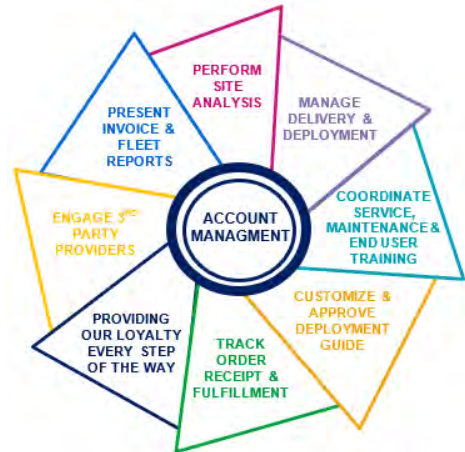 PERFORM
SITE
ANALYSIS
MANAGE
DELIVERY &
DEPLOYMENT
COORDINATE
SERVICE,
MAINTENANCE &
END USER
TRAINING
CUSTOMIZE &
APPROVE
DEPLOYMENT
GUIDE
TRACK
ORDER
RECEIPT &
FULFILLMENT
PROVIDING
OUR LOYALTY
EVERY STEP
OF THE WAY
ENGAGE 3RD
PARTY
PROVIDERS
PRESENT
INVOICE &
FLEET
REPORTS
ACCOUNT
MANAGMENT